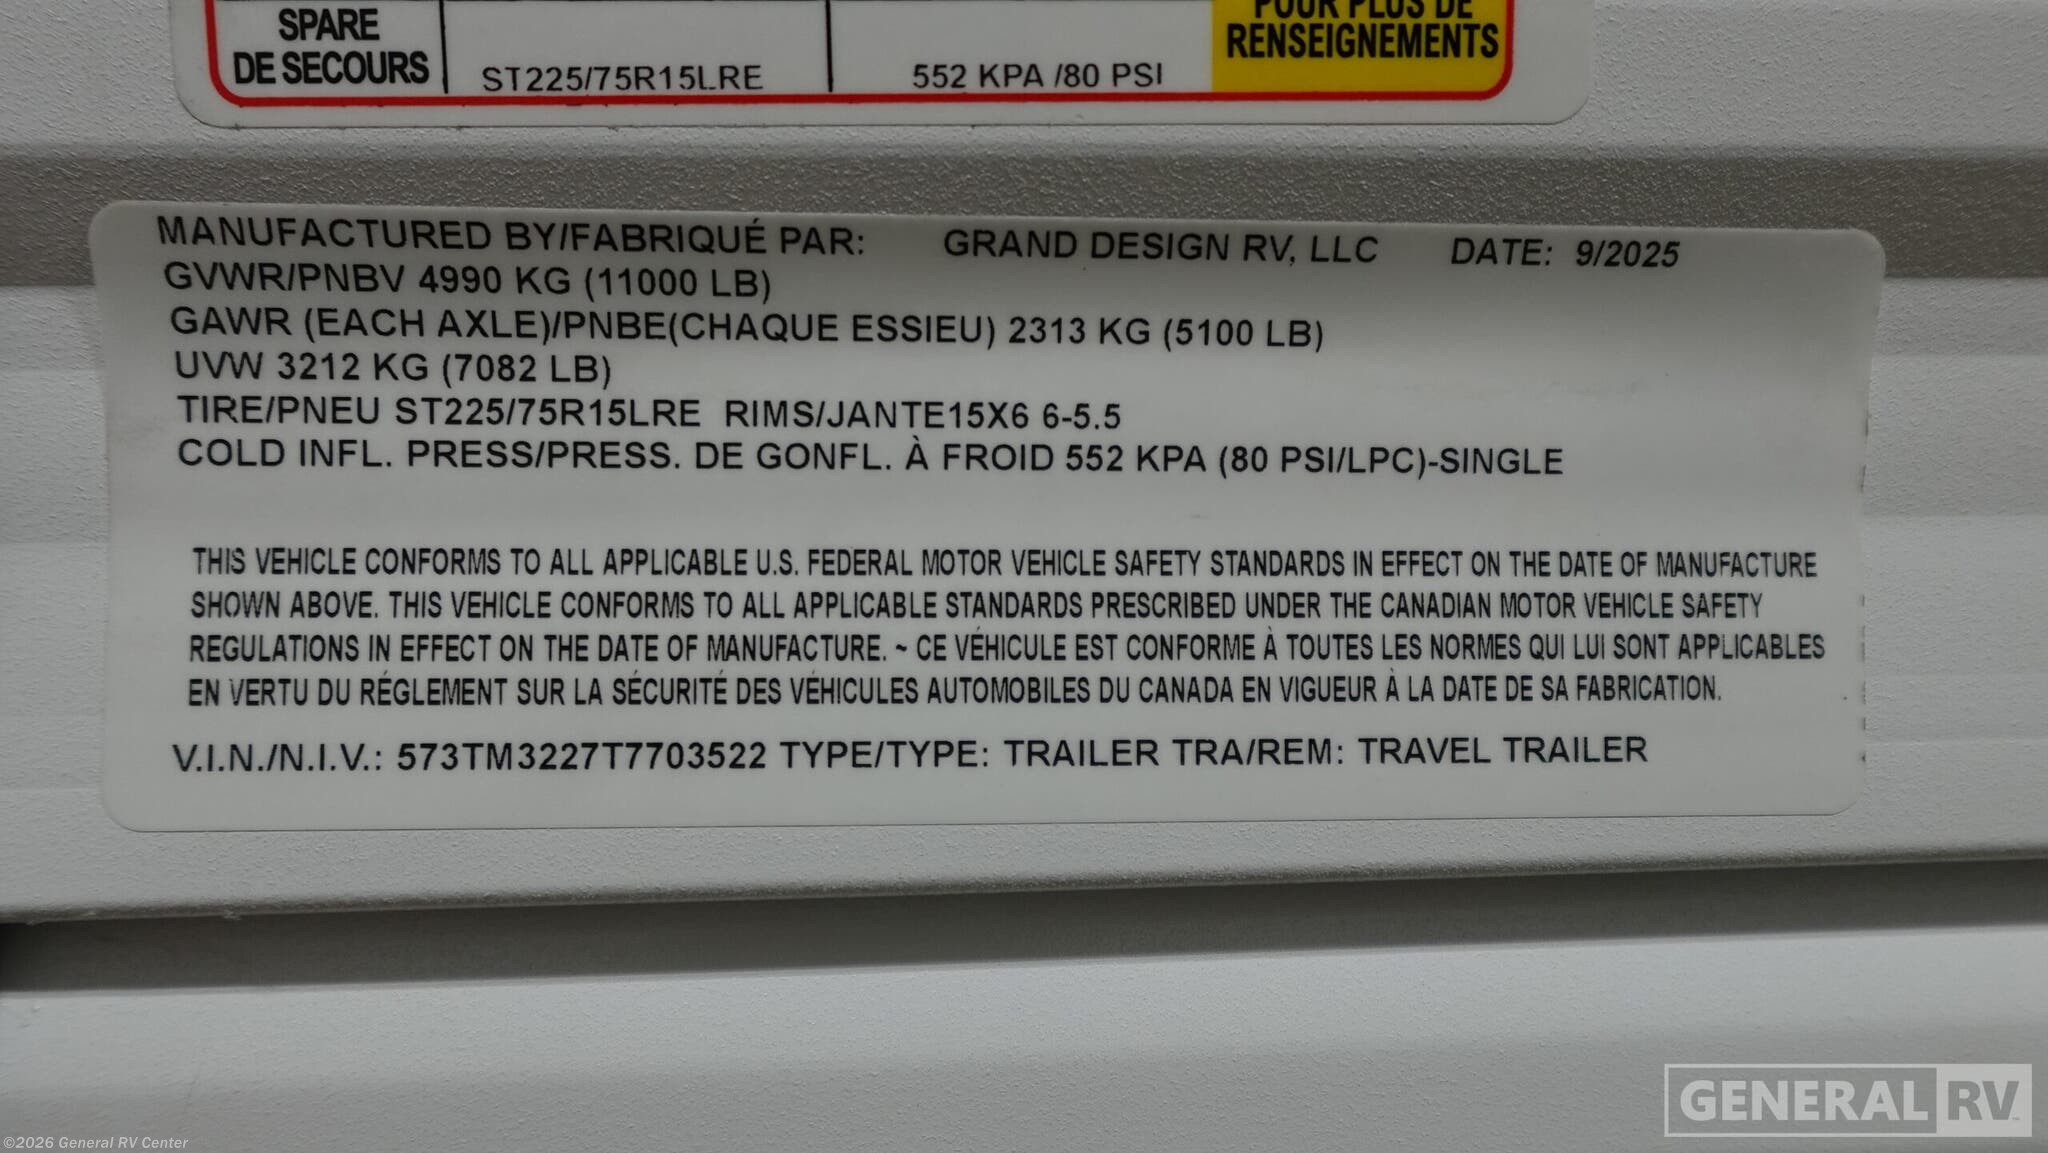 SPARE
DE SECOURS
ST225/75R15LRE
552 KPA /80 PSI
POUR PLUS DE
RENSEIGNEMENTS
MANUFACTURED BY/FABRIQUÉ PAR: GRAND DESIGN RV, LLC DATE: 9/2025
GVWR/PNBV 4990 KG (11000 LB)
GAWR (EACH AXLE)/PNBE(CHAQUE ESSIEU) 2313 KG (5100 LB)
UVW 3212 KG (7082 LB)
TIRE/PNEU ST225/75R15LRE RIMS/JANTE15X6 6-5.5
COLD INFL. PRESS/PRESS. DE GONFL. À FROID 552 KPA (80 PSI/LPC)-SINGLE
THIS VEHICLE CONFORMS TO ALL APPLICABLE U.S. FEDERAL MOTOR VEHICLE SAFETY STANDARDS IN EFFECT ON THE DATE OF MANUFACTURE
SHOWN ABOVE. THIS VEHICLE CONFORMS TO ALL APPLICABLE STANDARDS PRESCRIBED UNDER THE CANADIAN MOTOR VEHICLE SAFETY
REGULATIONS IN EFFECT ON THE DATE OF MANUFACTURE. ~ CE VÉHICULE EST CONFORME À TOUTES LES NORMES QUI LUI SONT APPLICABLES
EN VERTU DU RÉGLEMENT SUR LA SÉCURITÉ DES VÉHICULES AUTOMOBILES DU CANADA EN VIGUEUR À LA DATE DE SA FABRICATION.
V.I.N./N.I.V.: 573TM3227T7703522 TYPE/TYPE: TRAILER TRA/REM: TRAVEL TRAILER
GENERAL RV
©2026 General RV Center